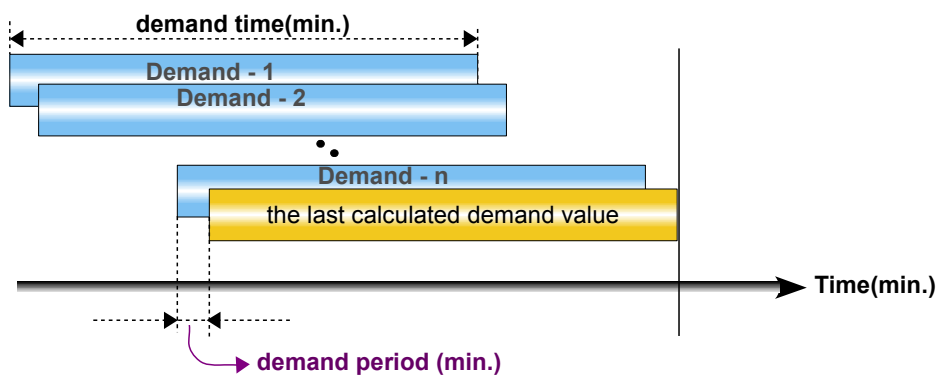 demand time(min.)
Demand - 1
Demand - 2
Demand - n
the last calculated demand value
Time(min.)
demand period (min.)